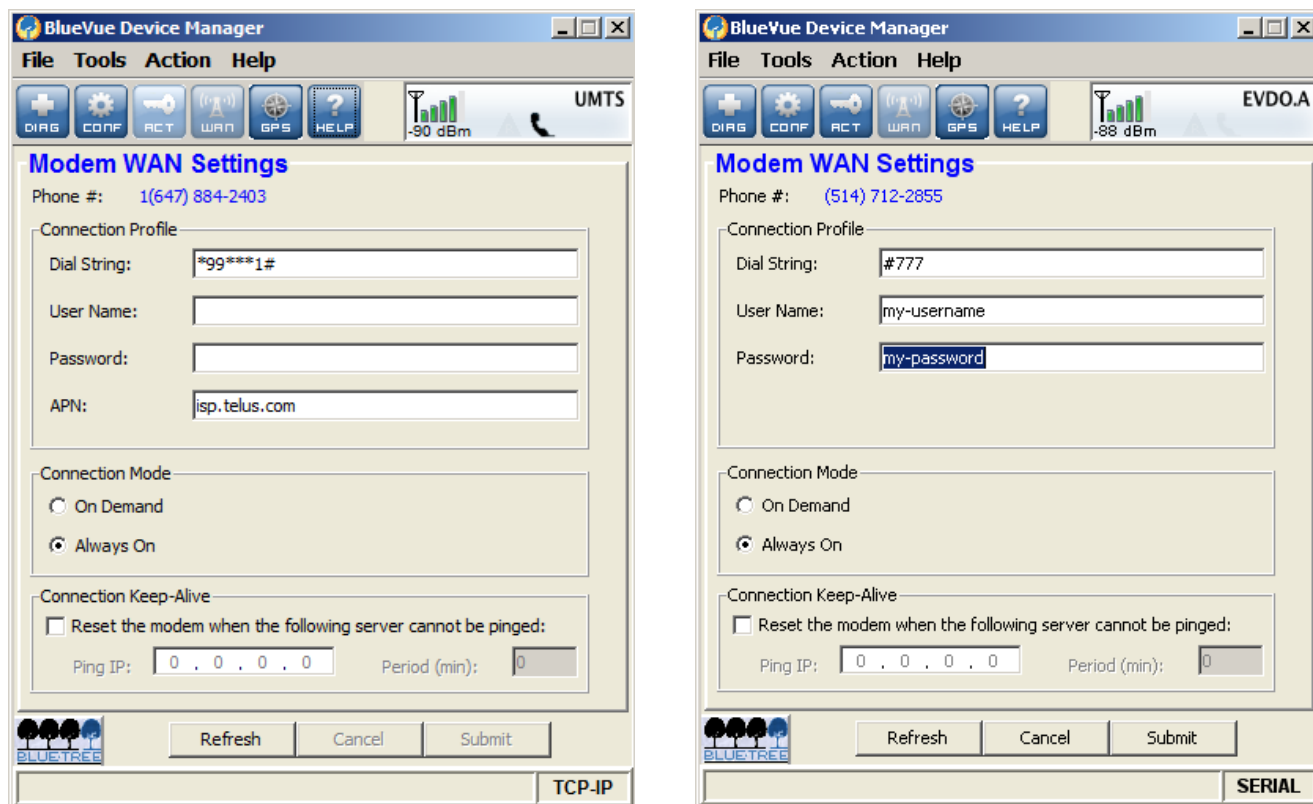 BlueVue Device Manager
File Tools Action Help
DIAG CONF ACT WAN GPS HELP -90 dBm UMTS
Modem WAN Settings
Phone #: 1(647) 884-2403
Connection Profile
Dial String: *99***1#
User Name:
Password:
APN: isp.telus.com
Connection Mode
On Demand
Always On
Connection Keep-Alive
Reset the modem when the following server cannot be pinged:
Ping IP: 0 . 0 . 0 . 0 Period (min): 0
BLUETREE Refresh Cancel Submit
TCP-IP
BlueVue Device Manager
File Tools Action Help
DIAG CONF ACT WAN GPS HELP -88 dBm EVDO.A
Modem WAN Settings
Phone #: (514) 712-2855
Connection Profile
Dial String: #777
User Name: my-username
Password: my-password
Connection Mode
On Demand
Always On
Connection Keep-Alive
Reset the modem when the following server cannot be pinged:
Ping IP: 0 . 0 . 0 . 0 Period (min): 0
BLUETREE Refresh Cancel Submit
SERIAL